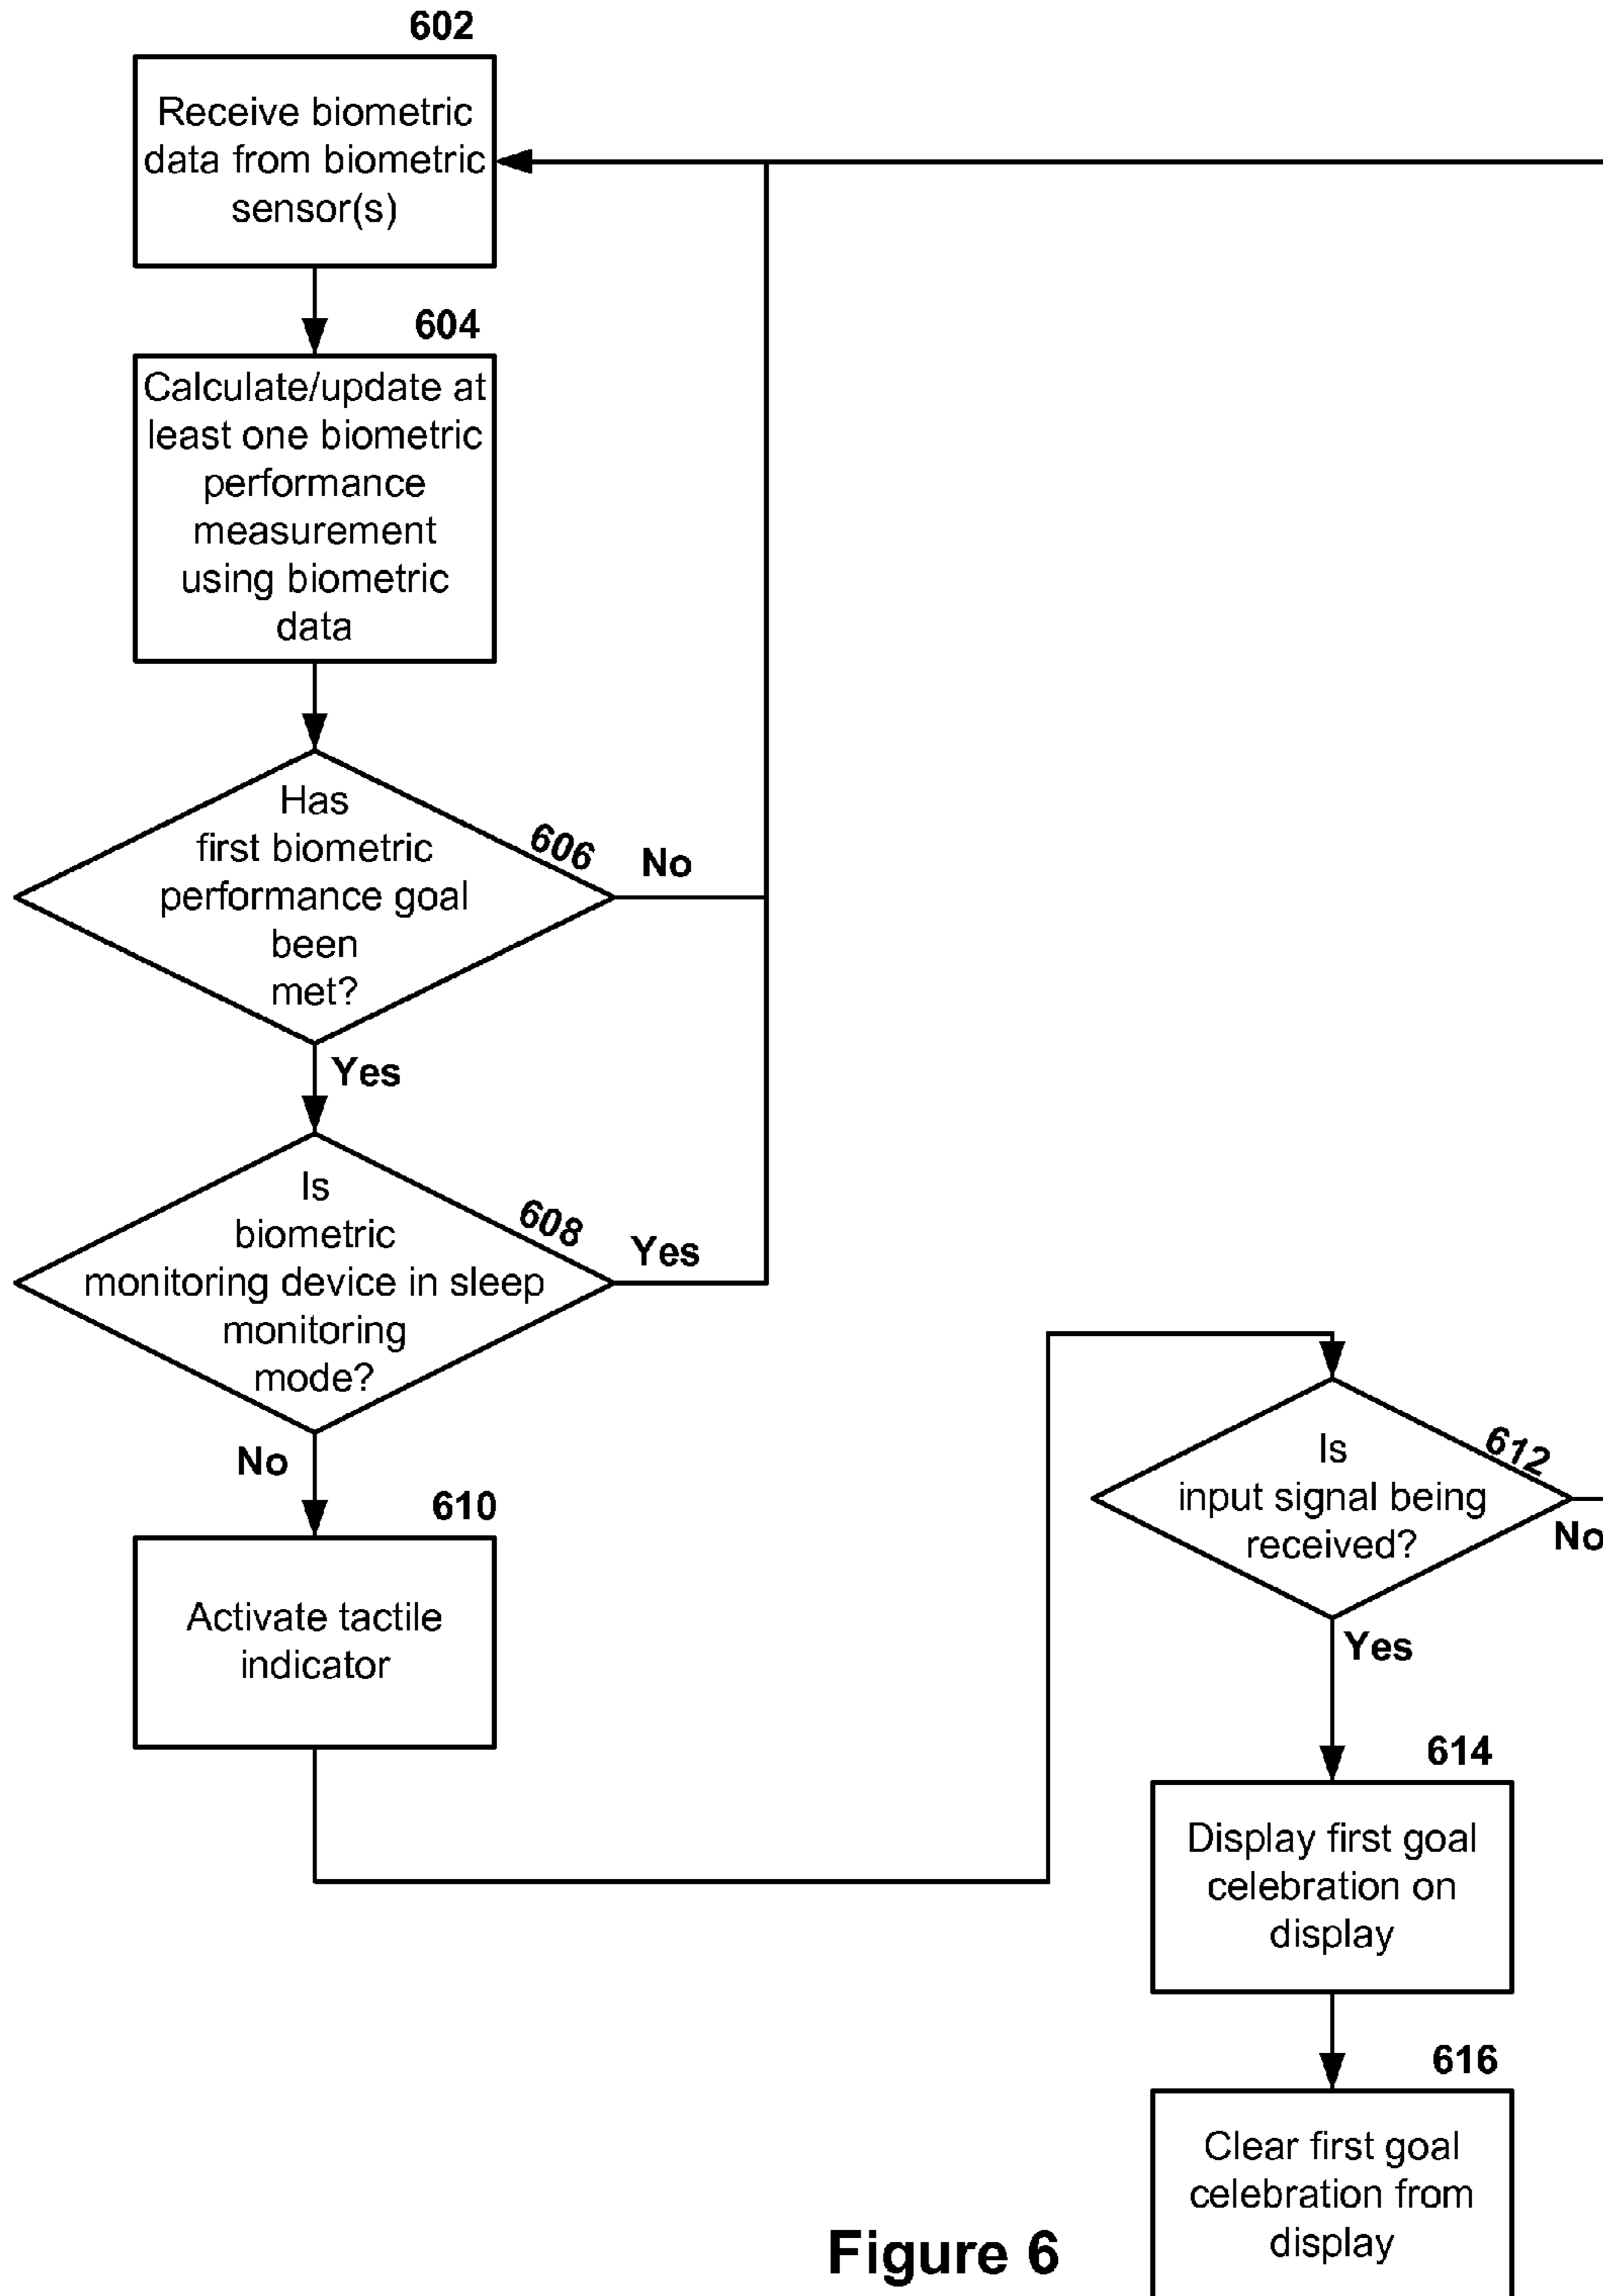 602
Receive biometric
data from biometric
sensor(s)
604
Calculate/update at
least one biometric
performance
measurement
using biometric
data
Has
first biometric
performance goal
been
met?
606
No
Yes
Is
biometric
monitoring device in sleep
monitoring
mode?
608
Yes
No
610
Activate tactile
indicator
Is
input signal being
received?
612
No
Yes
614
Display first goal
celebration on
display
616
Clear first goal
celebration from
display
Figure 6